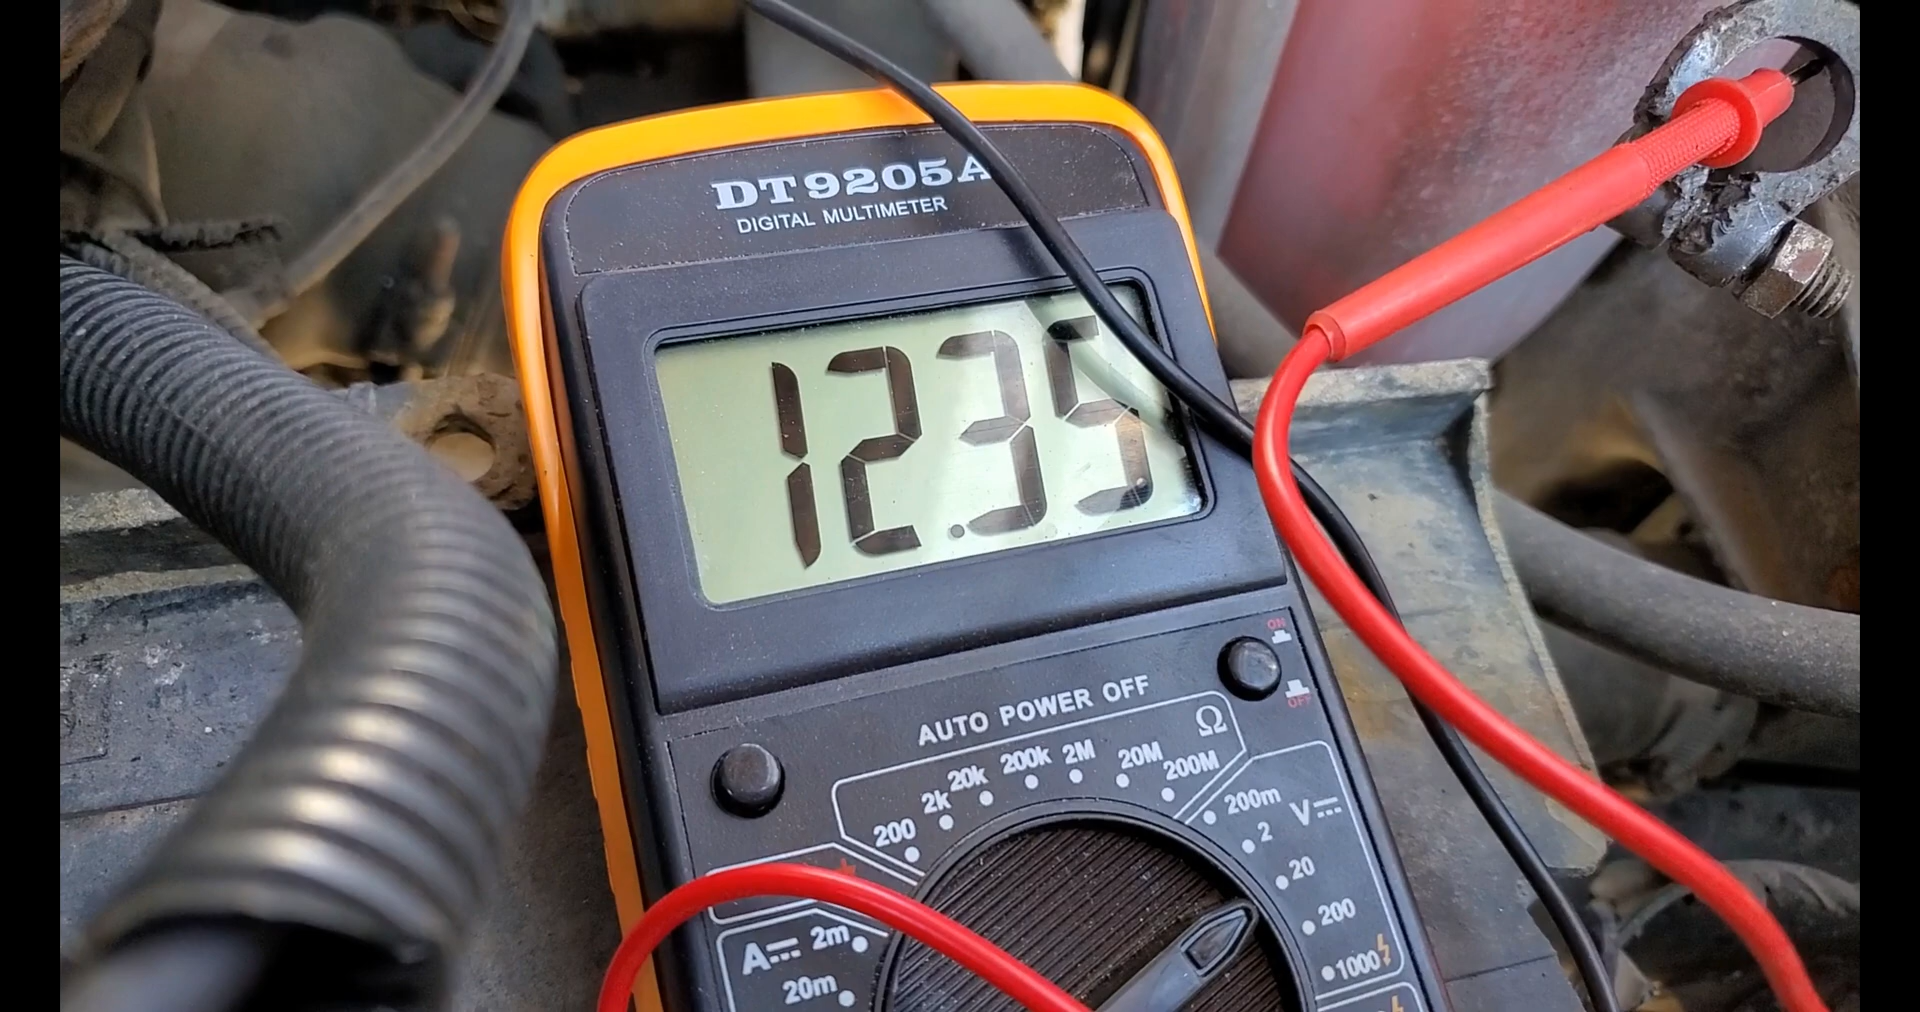 DT9205A
DIGITAL MULTIMETER
12.35
ON
OFF
AUTO POWER OFF
Ω
200
2k
20k
200k
2M
20M
200M
200m
V⎓
2
20
200
1000
A⎓
2m
20m